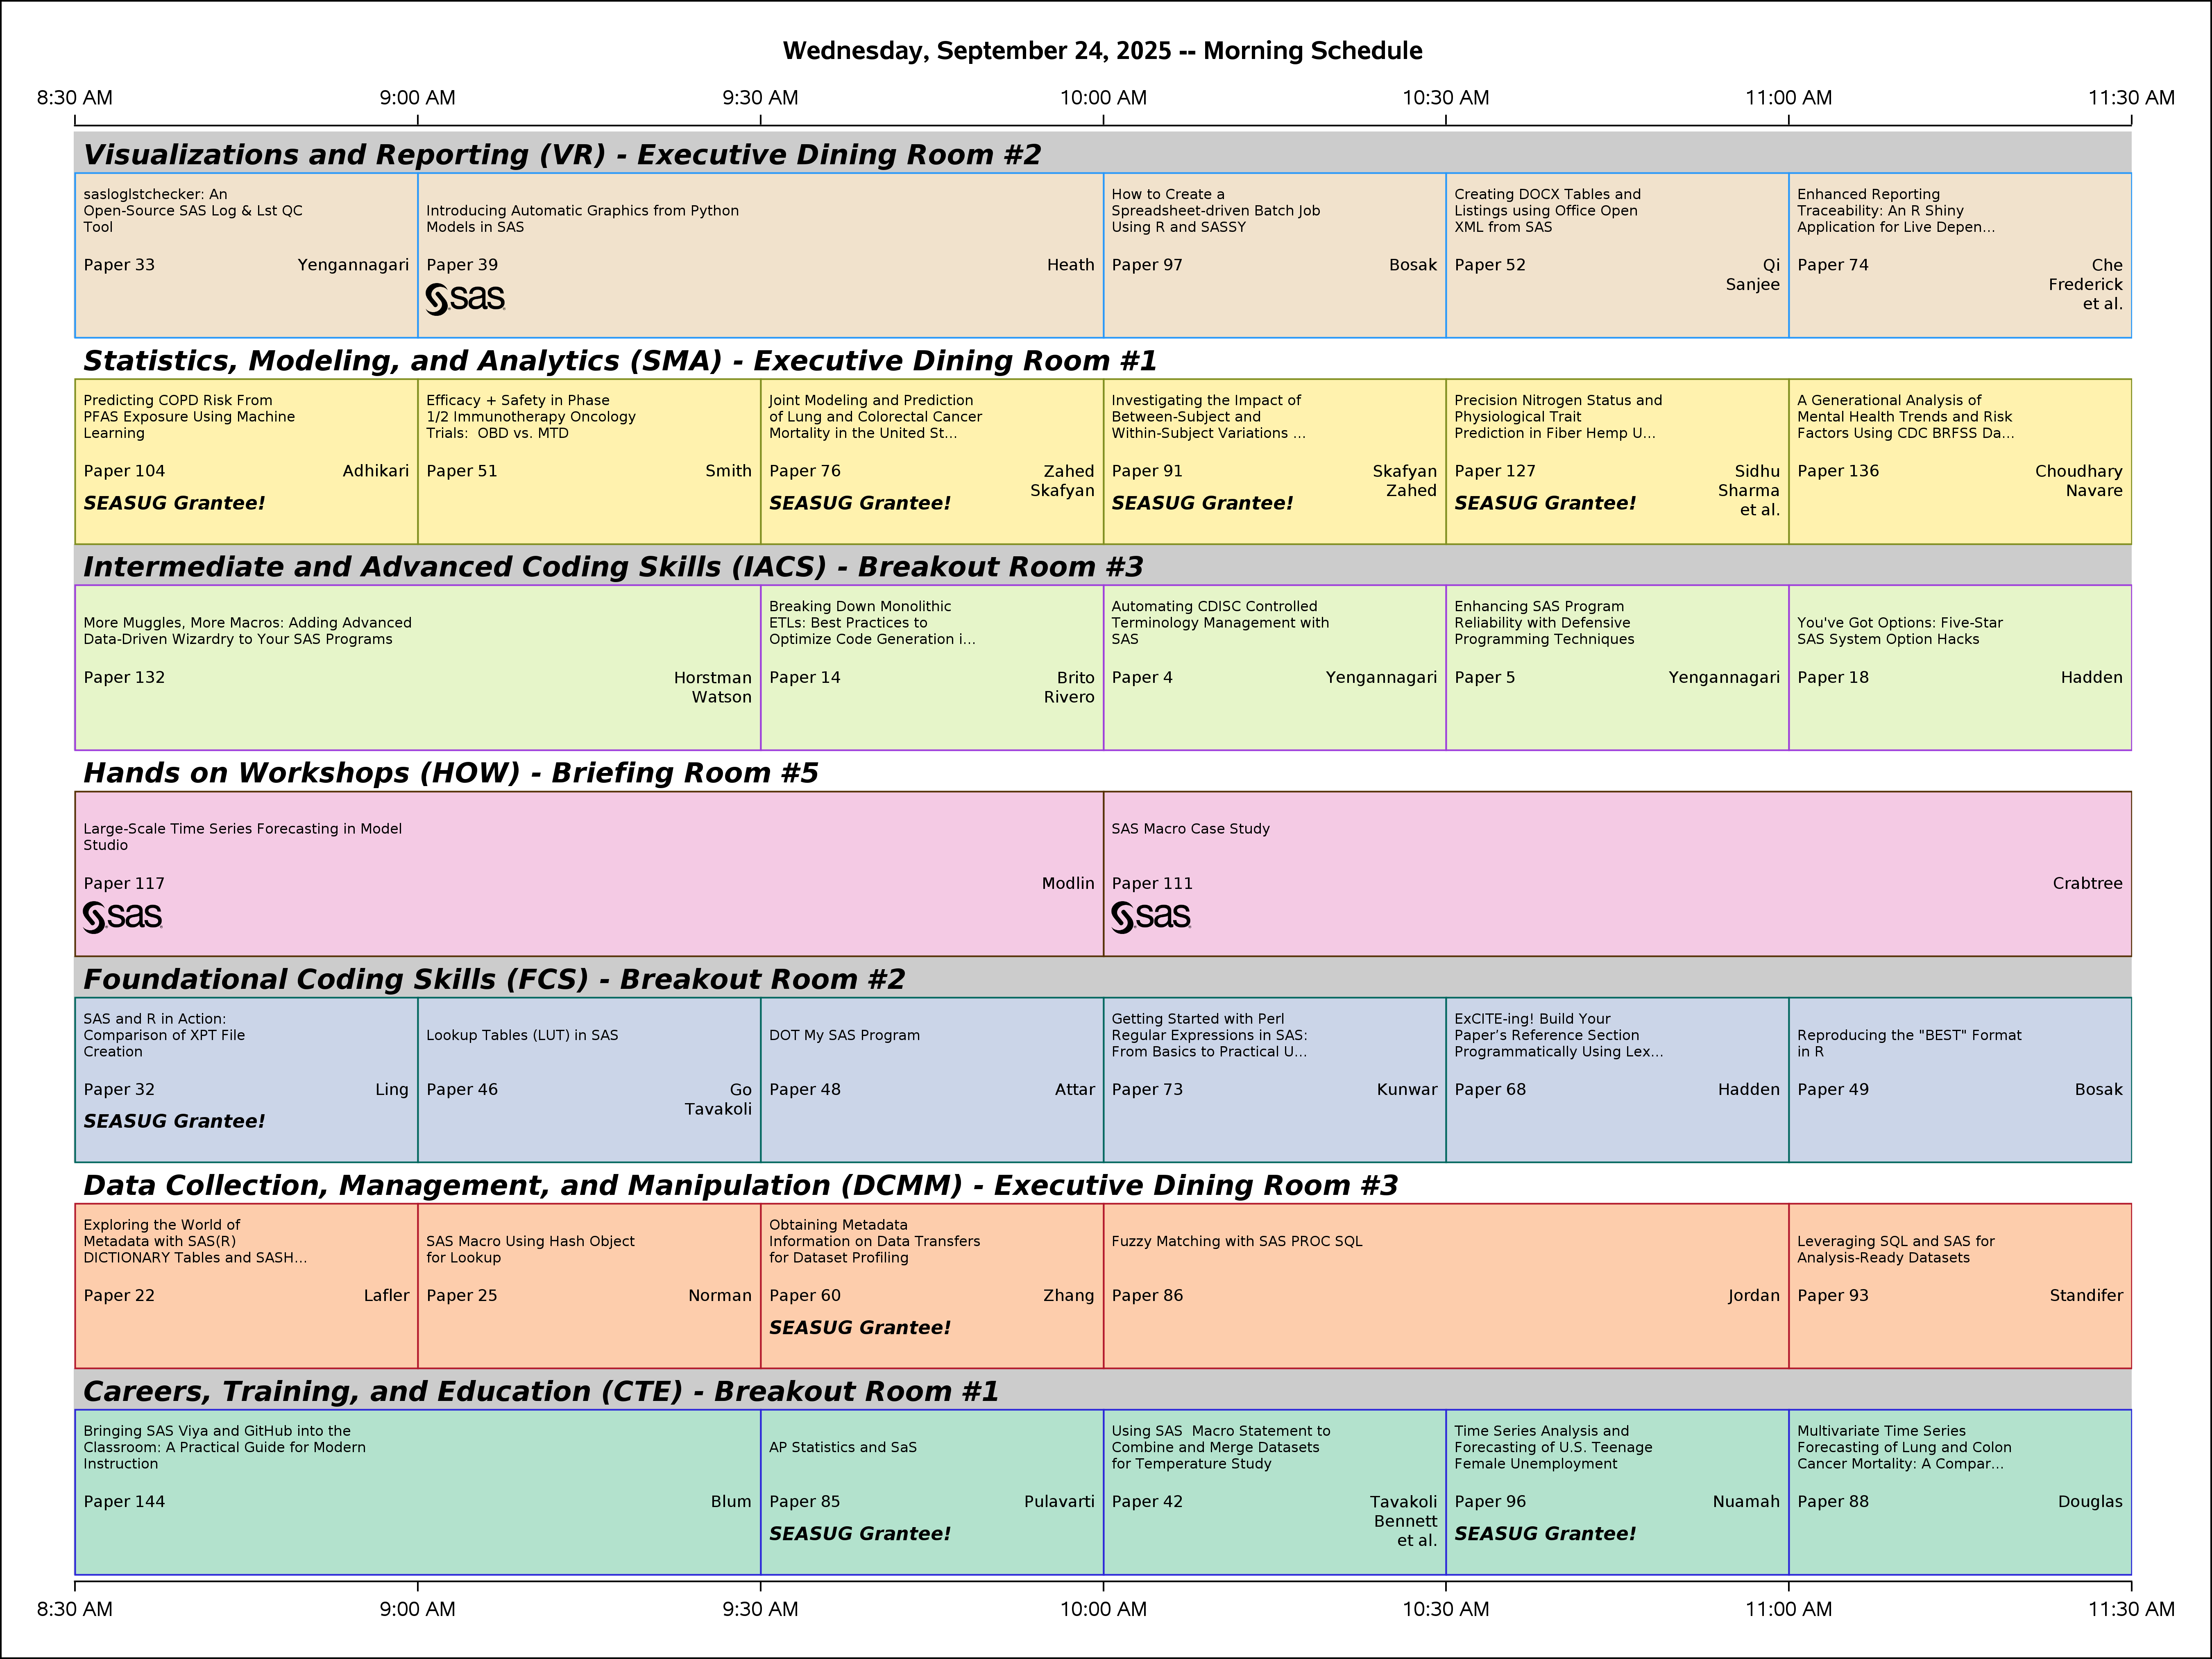 Wednesday, September 24, 2025 -- Morning Schedule
8:30 AM 9:00 AM 9:30 AM 10:00 AM 10:30 AM 11:00 AM 11:30 AM
Visualizations and Reporting (VR) - Executive Dining Room #2
sasloglstchecker: An
Open-Source SAS Log & Lst QC
Tool
Paper 33 Yengannagari
Introducing Automatic Graphics from Python
Models in SAS
Paper 39 Heath
sas
How to Create a
Spreadsheet-driven Batch Job
Using R and SASSY
Paper 97 Bosak
Creating DOCX Tables and
Listings using Office Open
XML from SAS
Paper 52 Qi
Sanjee
Enhanced Reporting
Traceability: An R Shiny
Application for Live Depen...
Paper 74 Che
Frederick
et al.
Statistics, Modeling, and Analytics (SMA) - Executive Dining Room #1
Predicting COPD Risk From
PFAS Exposure Using Machine
Learning
Paper 104 Adhikari
SEASUG Grantee!
Efficacy + Safety in Phase
1/2 Immunotherapy Oncology
Trials:  OBD vs. MTD
Paper 51 Smith
Joint Modeling and Prediction
of Lung and Colorectal Cancer
Mortality in the United St...
Paper 76 Zahed
Skafyan
SEASUG Grantee!
Investigating the Impact of
Between-Subject and
Within-Subject Variations ...
Paper 91 Skafyan
Zahed
SEASUG Grantee!
Precision Nitrogen Status and
Physiological Trait
Prediction in Fiber Hemp U...
Paper 127 Sidhu
Sharma
et al.
SEASUG Grantee!
A Generational Analysis of
Mental Health Trends and Risk
Factors Using CDC BRFSS Da...
Paper 136 Choudhary
Navare
Intermediate and Advanced Coding Skills (IACS) - Breakout Room #3
More Muggles, More Macros: Adding Advanced
Data-Driven Wizardry to Your SAS Programs
Paper 132 Horstman
Watson
Breaking Down Monolithic
ETLs: Best Practices to
Optimize Code Generation i...
Paper 14 Brito
Rivero
Automating CDISC Controlled
Terminology Management with
SAS
Paper 4 Yengannagari
Enhancing SAS Program
Reliability with Defensive
Programming Techniques
Paper 5 Yengannagari
You've Got Options: Five-Star
SAS System Option Hacks
Paper 18 Hadden
Hands on Workshops (HOW) - Briefing Room #5
Large-Scale Time Series Forecasting in Model
Studio
Paper 117 Modlin
sas
SAS Macro Case Study
Paper 111 Crabtree
sas
Foundational Coding Skills (FCS) - Breakout Room #2
SAS and R in Action:
Comparison of XPT File
Creation
Paper 32 Ling
SEASUG Grantee!
Lookup Tables (LUT) in SAS
Paper 46 Go
Tavakoli
DOT My SAS Program
Paper 48 Attar
Getting Started with Perl
Regular Expressions in SAS:
From Basics to Practical U...
Paper 73 Kunwar
ExCITE-ing! Build Your
Paper’s Reference Section
Programmatically Using Lex...
Paper 68 Hadden
Reproducing the "BEST" Format
in R
Paper 49 Bosak
Data Collection, Management, and Manipulation (DCMM) - Executive Dining Room #3
Exploring the World of
Metadata with SAS(R)
DICTIONARY Tables and SASH...
Paper 22 Lafler
SAS Macro Using Hash Object
for Lookup
Paper 25 Norman
Obtaining Metadata
Information on Data Transfers
for Dataset Profiling
Paper 60 Zhang
SEASUG Grantee!
Fuzzy Matching with SAS PROC SQL
Paper 86 Jordan
Leveraging SQL and SAS for
Analysis-Ready Datasets
Paper 93 Standifer
Careers, Training, and Education (CTE) - Breakout Room #1
Bringing SAS Viya and GitHub into the
Classroom: A Practical Guide for Modern
Instruction
Paper 144 Blum
AP Statistics and SaS
Paper 85 Pulavarti
SEASUG Grantee!
Using SAS  Macro Statement to
Combine and Merge Datasets
for Temperature Study
Paper 42 Tavakoli
Bennett
et al.
Time Series Analysis and
Forecasting of U.S. Teenage
Female Unemployment
Paper 96 Nuamah
SEASUG Grantee!
Multivariate Time Series
Forecasting of Lung and Colon
Cancer Mortality: A Compar...
Paper 88 Douglas
8:30 AM 9:00 AM 9:30 AM 10:00 AM 10:30 AM 11:00 AM 11:30 AM